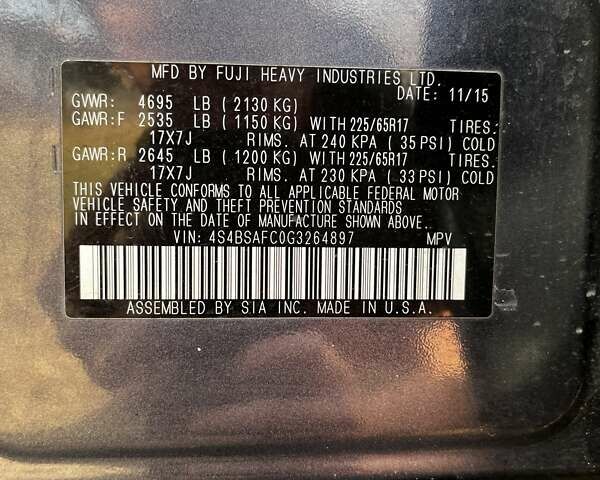 MFD BY FUJI HEAVY INDUSTRIES LTD.
DATE: 11/15
GVWR: 4695 LB ( 2130 KG)
GAWR:F 2535 LB ( 1150 KG) WITH 225/65R17 TIRES:
17X7J RIMS. AT 240 KPA ( 35 PSI) COLD
GAWR:R 2645 LB ( 1200 KG) WITH 225/65R17 TIRES:
17X7J RIMS. AT 230 KPA ( 33 PSI) COLD
THIS VEHICLE CONFORMS TO ALL APPLICABLE FEDERAL MOTOR
VEHICLE SAFETY AND THEFT PREVENTION STANDARDS
IN EFFECT ON THE DATE OF MANUFACTURE SHOWN ABOVE.
VIN: 4S4BSAFC0G3264897 MPV
ASSEMBLED BY SIA INC. MADE IN U.S.A.